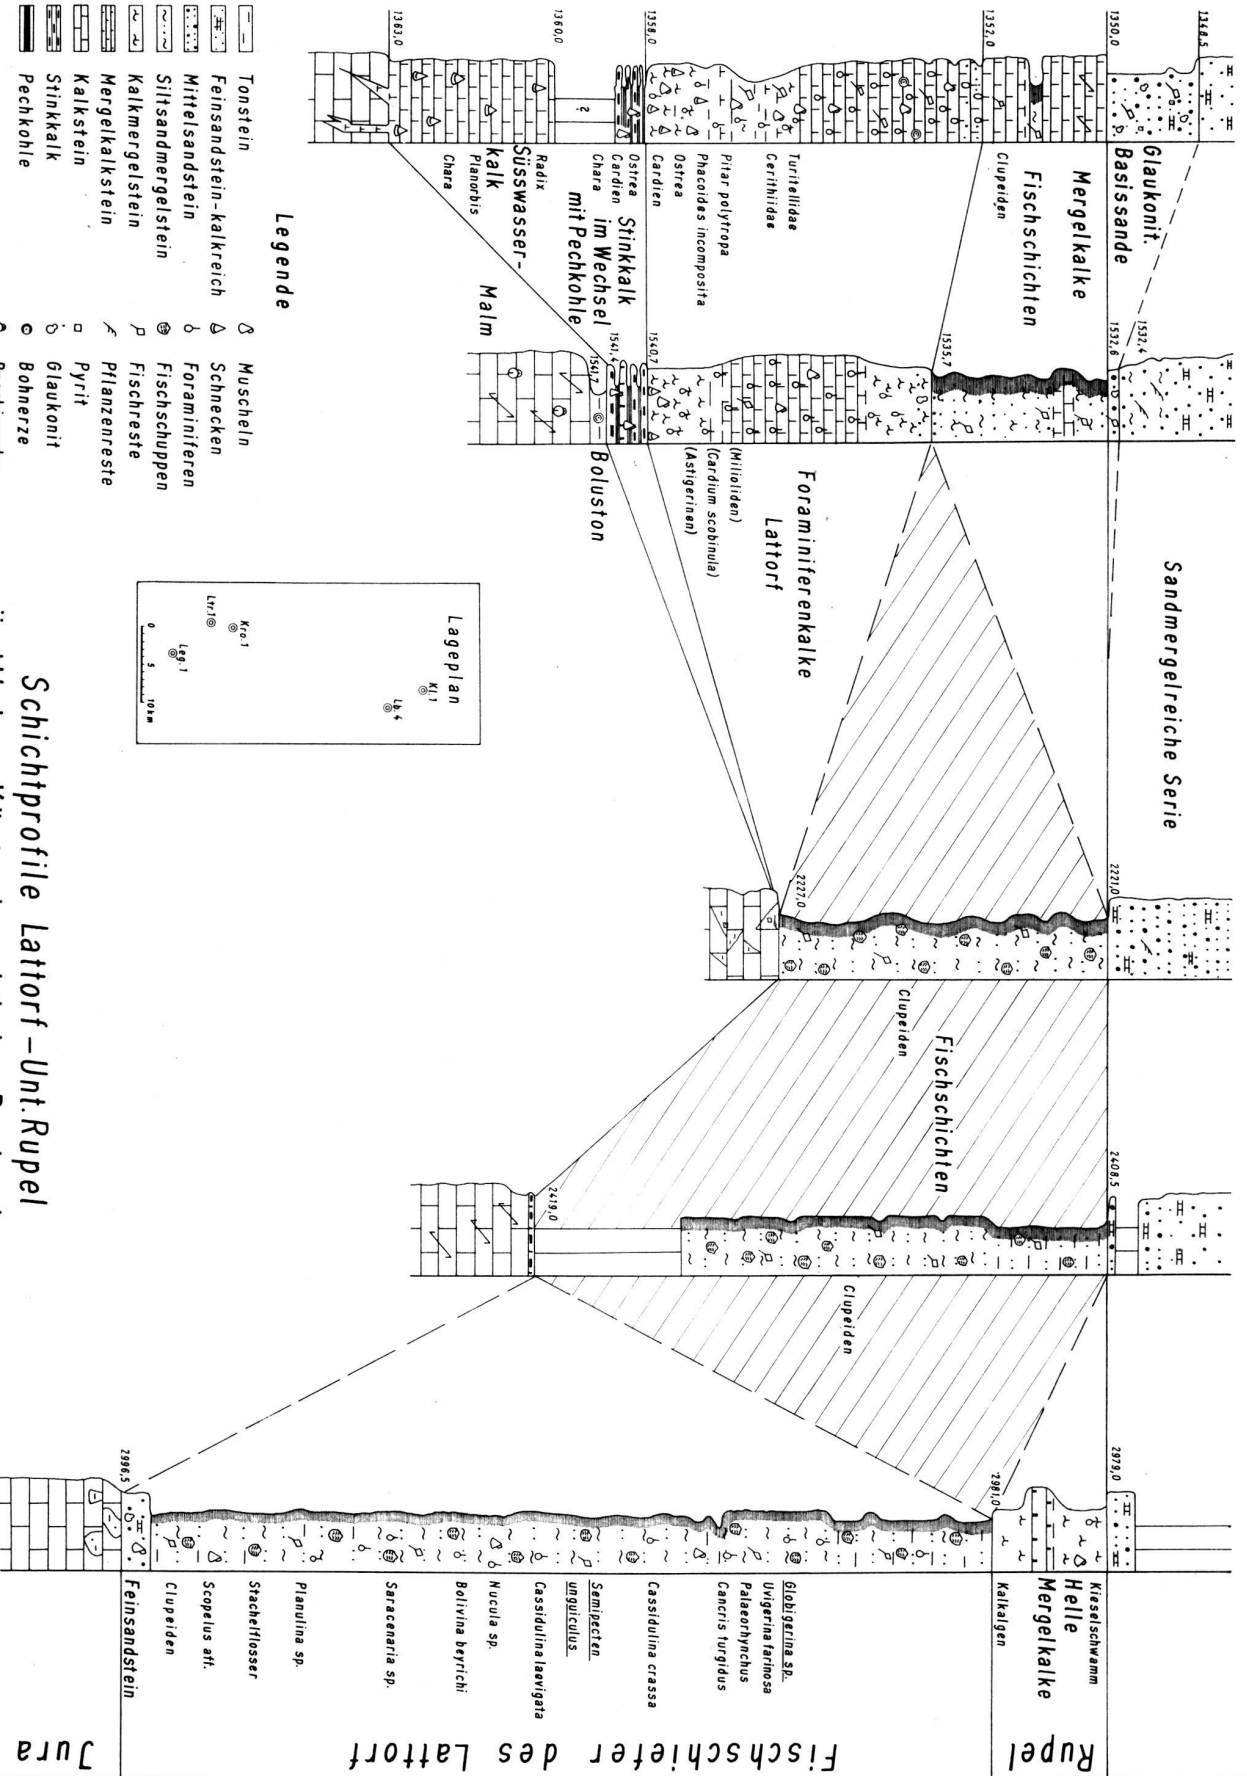 1348,5
1350,0
1352,0
1358,0
1360,0
1363,0
?
Glaukonit.
Basissande
Mergelkalke
Fischschichten
Clupeiden
Turitellidae
Cerithiidae
Pitar polytropa
Phacoides incomposita
Ostrea
Cardien
Stinkkalk
im Wechsel
mit Pechkohle
Ostrea
Cardien
Chara
Süsswasser-
kalk
Radix
Planorbis
Chara
Malm
1532,4
1532,6
1535,7
1540,7
1541,4
1541,7
Boluston
Foraminiferenkalke
Lattorf
(Milioliden)
(Cardium scobinula)
(Astigerinen)
Sandmergelreiche Serie
2221,0
2227,0
Fischschichten
Clupeiden
2408,5
2419,0
Clupeiden
2979,0
2981,0
2996,5
Kieselschwamm
Helle
Mergelkalke
Kalkalgen
Globigerina sp.
Uvigerina farinosa
Palaeorhynchus
Cancris turgidus
Cassidulina crassa
Semipecten
unguiculus
Cassidulina laevigata
Nucula sp.
Bolivina beyrichi
Saracenaria sp.
Planulina sp.
Stachelflosser
Scopelus aff.
Clupeiden
Feinsandstein
Rupel
Fischschiefer des Lattorf
Jura
Legende
Tonstein
Feinsandstein-kalkreich
Mittelsandstein
Siltsandmergelstein
Kalkmergelstein
Mergelkalkstein
Kalkstein
Stinkkalk
Pechkohle
Muscheln
Schnecken
Foraminiferen
Fischschuppen
Fischreste
Pflanzenreste
Pyrit
Glaukonit
Bohnerze
Lageplan
Kl.1
Lb.4
Kro.1
Ltr.1
Leg.1
0 5 10 km
Schichtprofile Lattorf-Unt.Rupel